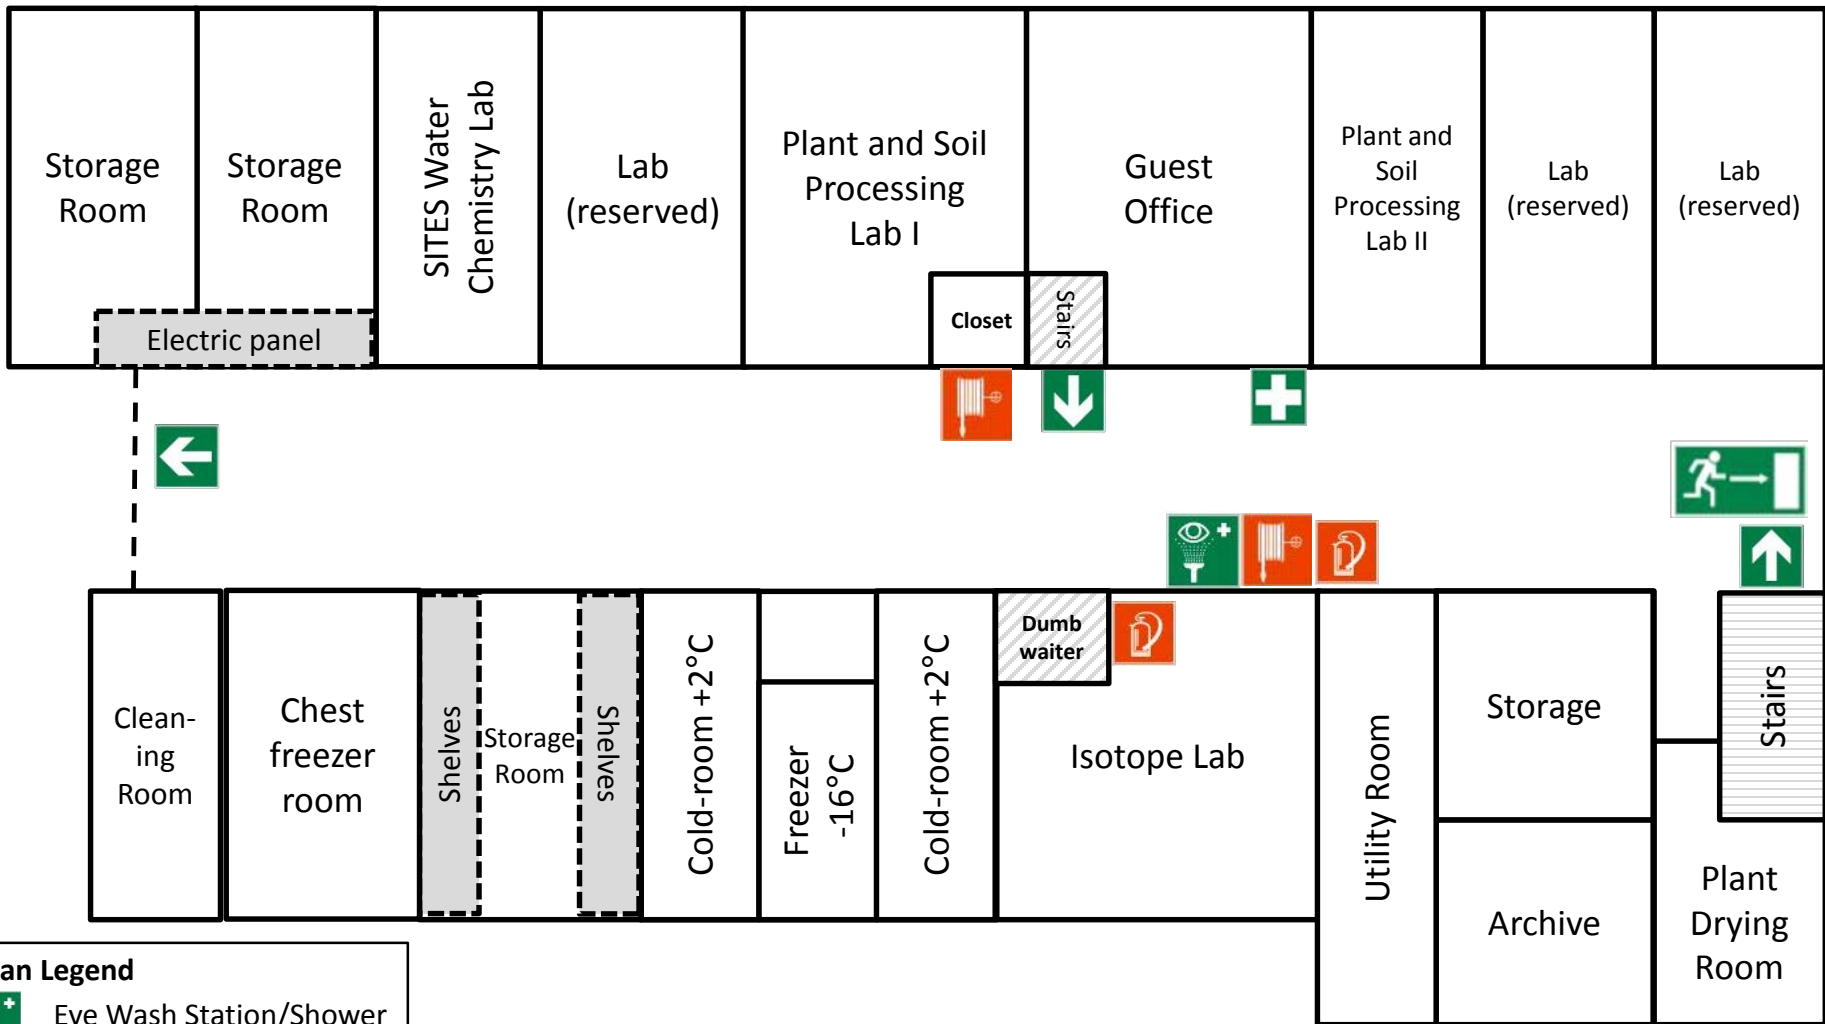 Storage
Room
Storage
Room
SITES Water
Chemistry Lab
Lab
(reserved)
Plant and Soil
Processing
Lab I
Guest
Office
Plant and
Soil
Processing
Lab II
Lab
(reserved)
Lab
(reserved)
Electric panel
Closet
Stairs
Clean-
ing
Room
Chest
freezer
room
Shelves
Storage
Room
Shelves
Cold-room +2°C
Freezer
-16°C
Cold-room +2°C
Dumb
waiter
Isotope Lab
Utility Room
Storage
Archive
Stairs
Plant
Drying
Room
an Legend
Eye Wash Station/Shower